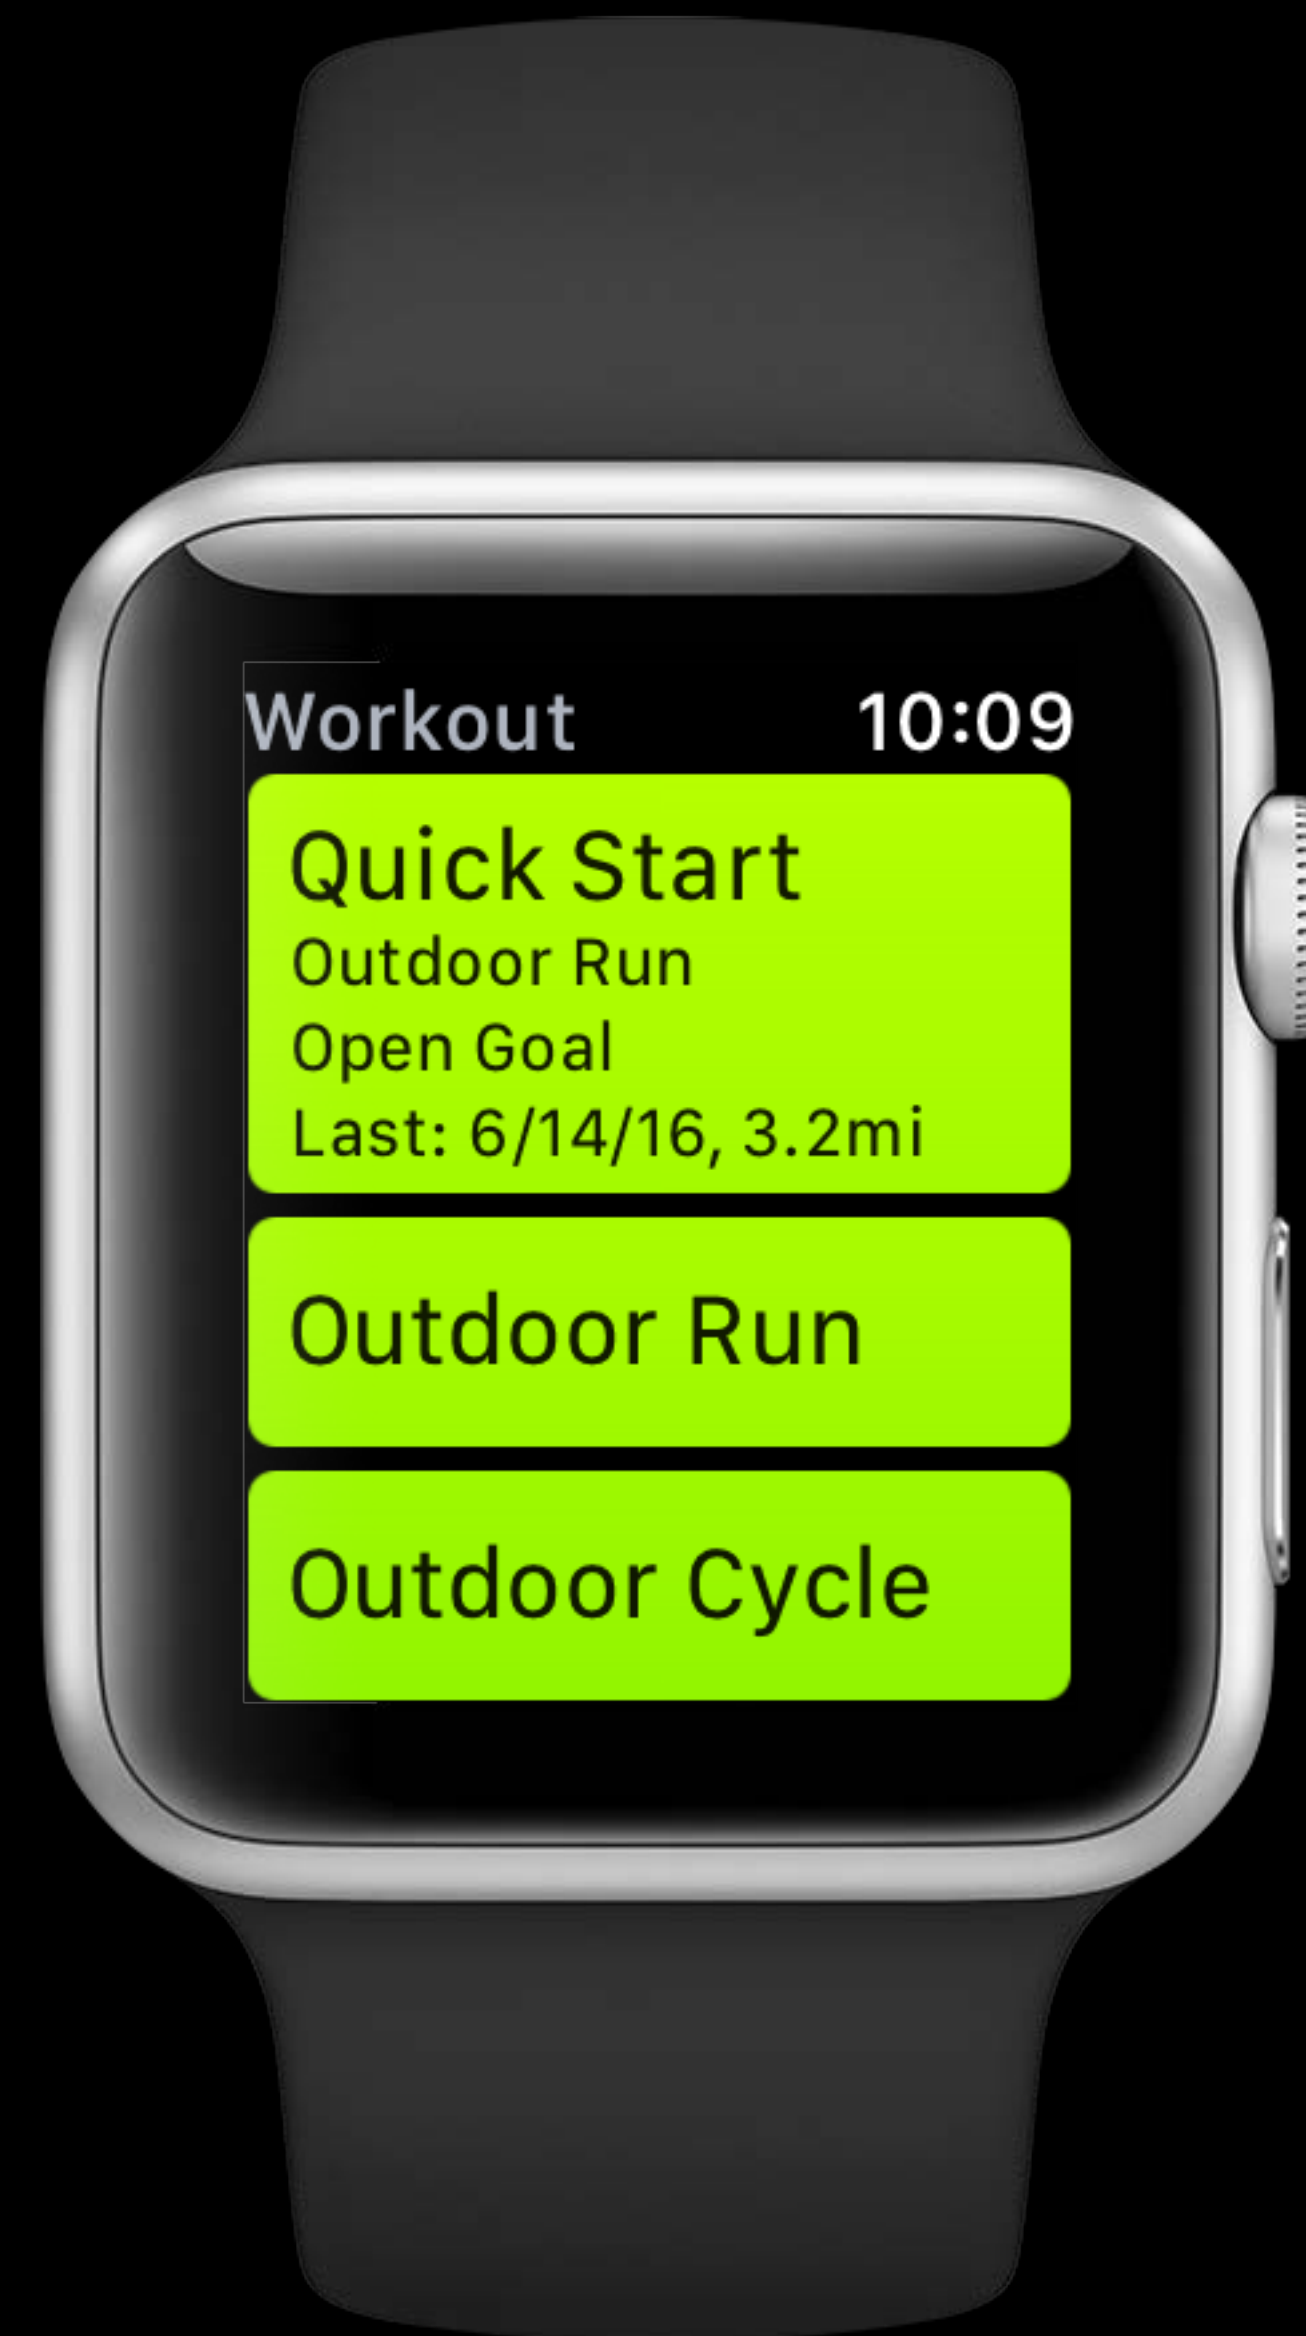 Workout 10:09
Quick Start
Outdoor Run
Open Goal
Last: 6/14/16, 3.2mi
Outdoor Run
Outdoor Cycle